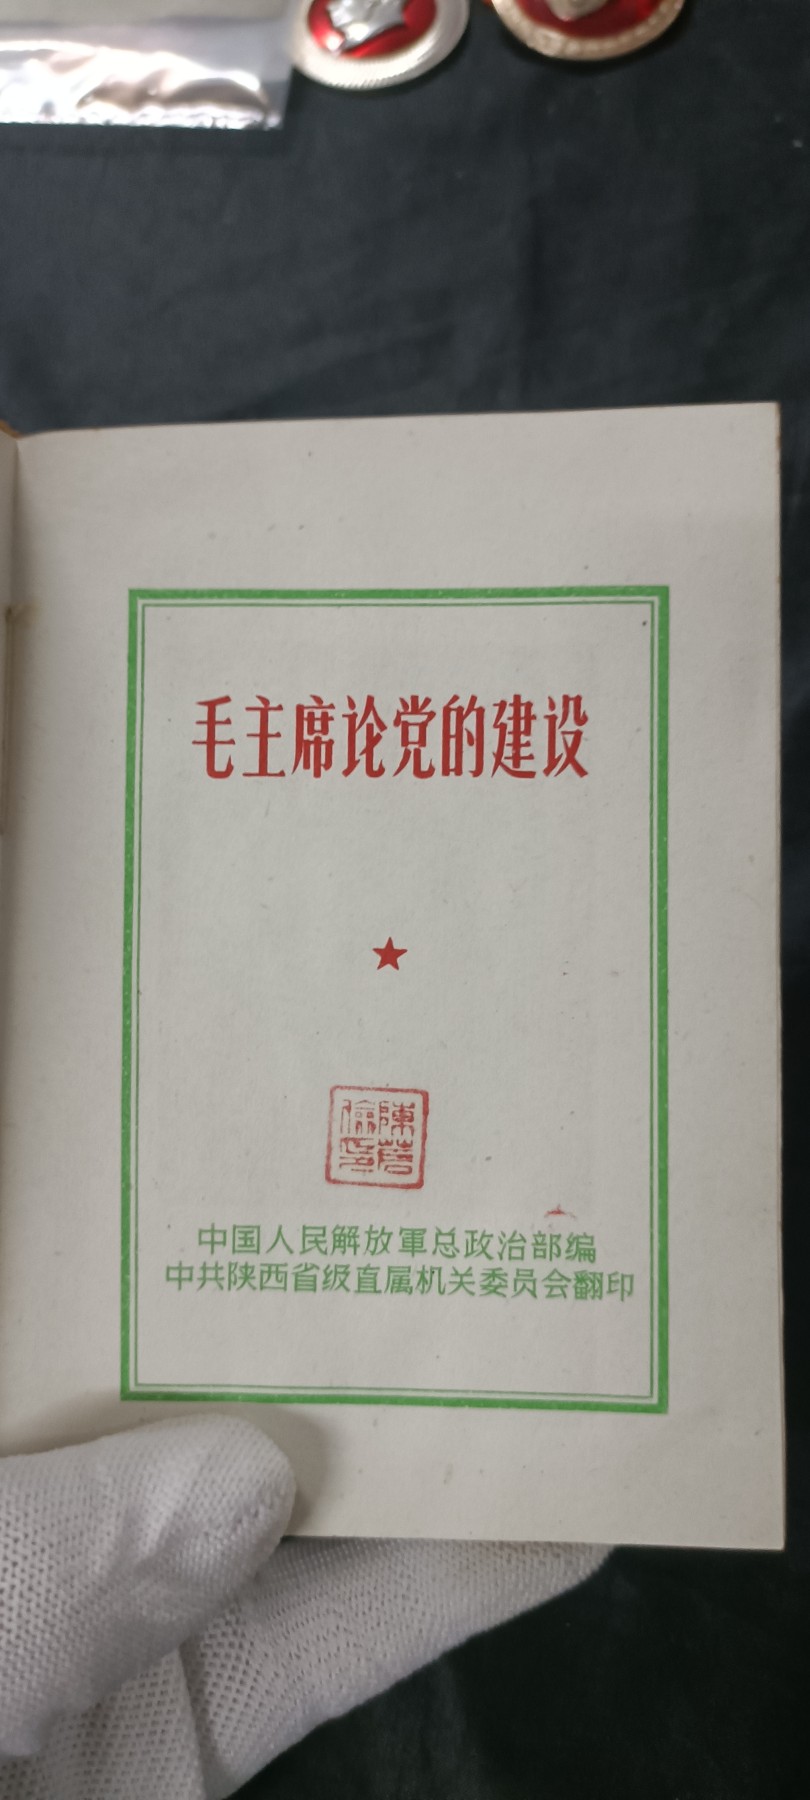 毛主席论党的建设
中国人民解放軍总政治部编
中共陕西省级直属机关委员会翻印